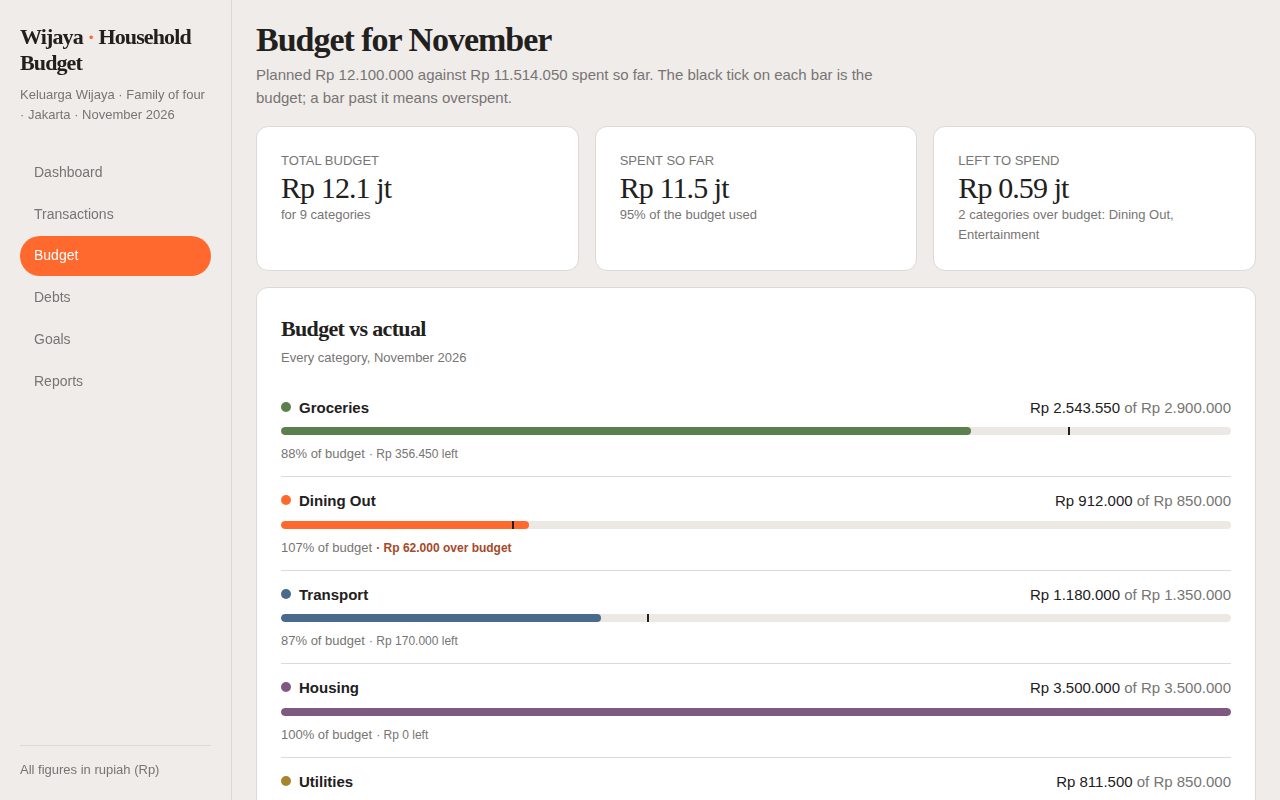 Wijaya · Household
Budget
Keluarga Wijaya · Family of four
· Jakarta · November 2026
Dashboard
Transactions
Budget
Debts
Goals
Reports
All figures in rupiah (Rp)
Budget for November
Planned Rp 12.100.000 against Rp 11.514.050 spent so far. The black tick on each bar is the
budget; a bar past it means overspent.
TOTAL BUDGET
Rp 12.1 jt
for 9 categories
SPENT SO FAR
Rp 11.5 jt
95% of the budget used
LEFT TO SPEND
Rp 0.59 jt
2 categories over budget: Dining Out,
Entertainment
Budget vs actual
Every category, November 2026
Groceries Rp 2.543.550 of Rp 2.900.000
88% of budget · Rp 356.450 left
Dining Out Rp 912.000 of Rp 850.000
107% of budget · Rp 62.000 over budget
Transport Rp 1.180.000 of Rp 1.350.000
87% of budget · Rp 170.000 left
Housing Rp 3.500.000 of Rp 3.500.000
100% of budget · Rp 0 left
Utilities Rp 811.500 of Rp 850.000